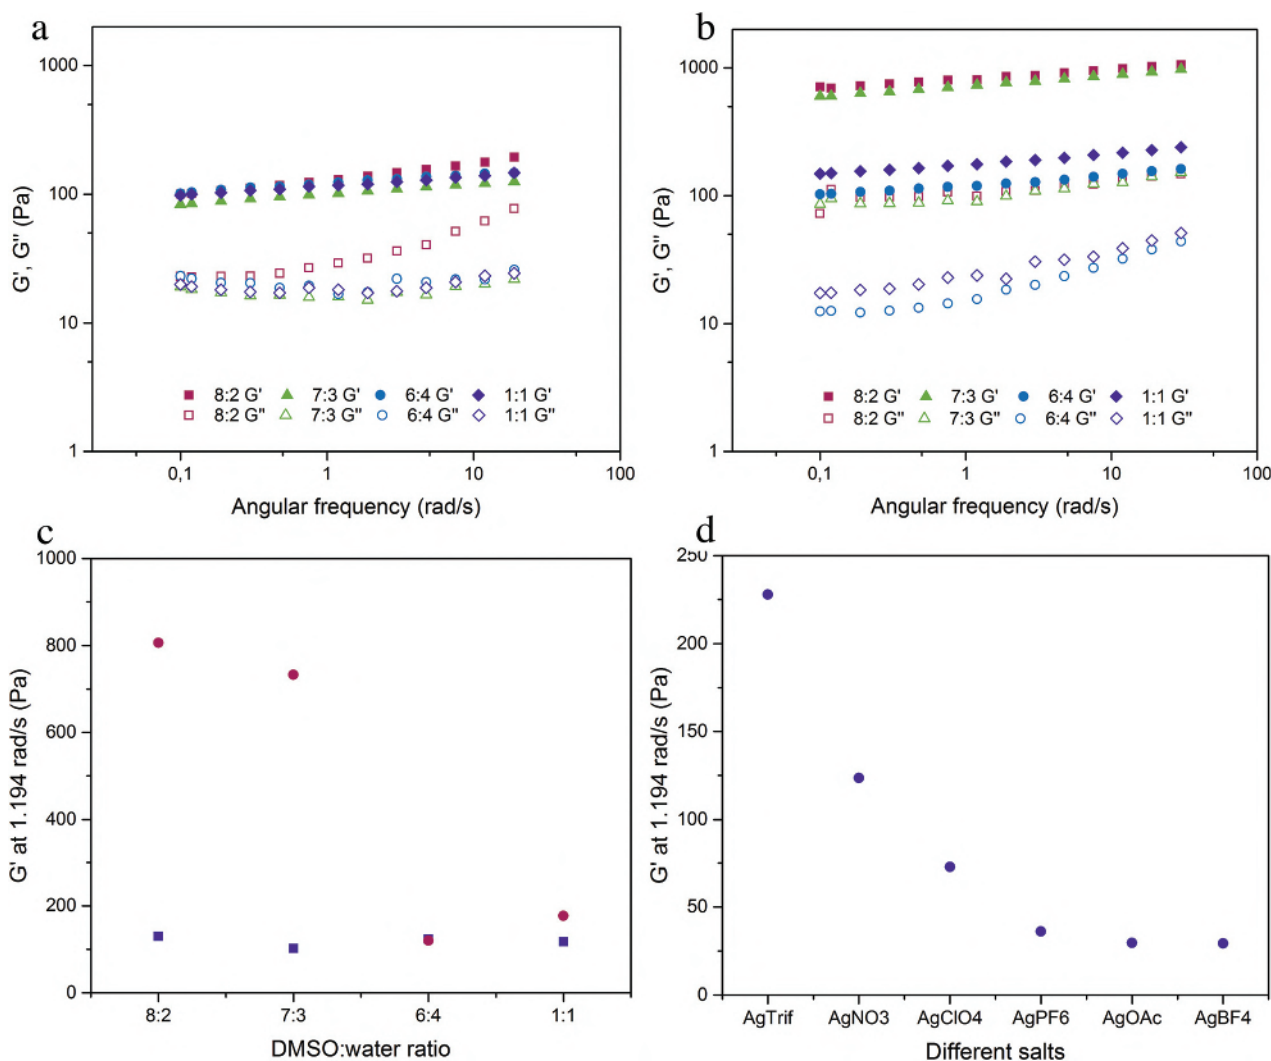 a
1000
100
10
1
G', G'' (Pa)
8:2 G' 7:3 G' 6:4 G' 1:1 G'
8:2 G'' 7:3 G'' 6:4 G'' 1:1 G''
0,1 1 10 100
Angular frequency (rad/s)
b
1000
100
10
1
G', G'' (Pa)
8:2 G' 7:3 G' 6:4 G' 1:1 G'
8:2 G'' 7:3 G'' 6:4 G'' 1:1 G''
0,1 1 10 100
Angular frequency (rad/s)
c
1000
800
600
400
200
0
G' at 1.194 rad/s (Pa)
8:2 7:3 6:4 1:1
DMSO:water ratio
d
250
200
150
100
50
0
G' at 1.194 rad/s (Pa)
AgTrif AgNO3 AgClO4 AgPF6 AgOAc AgBF4
Different salts